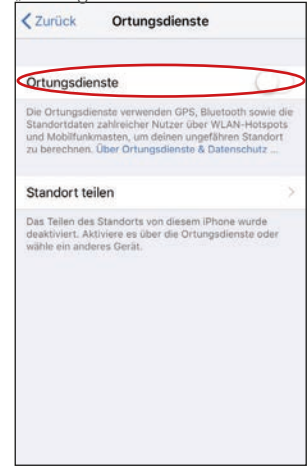 Zurück Ortungsdienste
Ortungsdienste
Die Ortungsdienste verwenden GPS, Bluetooth sowie die
Standortdaten zahlreicher Nutzer über WLAN-Hotspots
und Mobilfunkmasten, um deinen ungefähren Standort
zu berechnen. Über Ortungsdienste & Datenschutz ...
Standort teilen
Das Teilen des Standorts von diesem iPhone wurde
deaktiviert. Aktiviere es über die Ortungsdienste oder
wähle ein anderes Gerät.